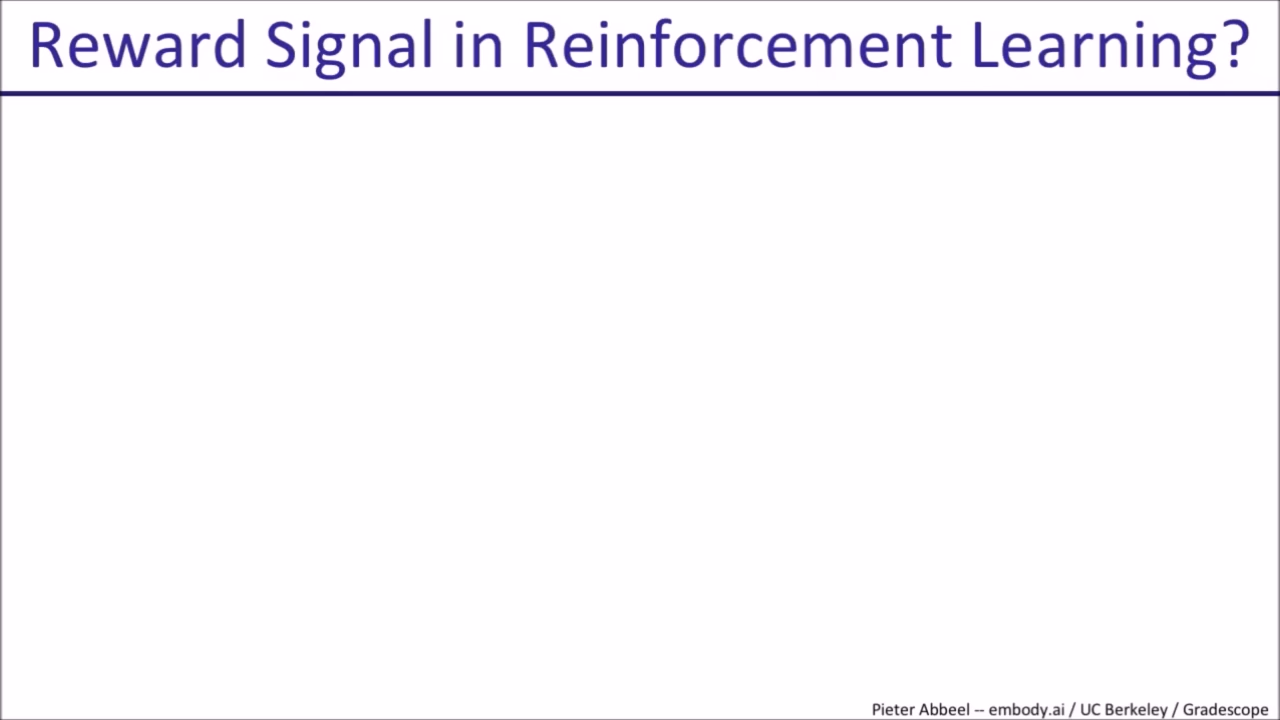 Reward Signal in Reinforcement Learning?
Pieter Abbeel -- embody.ai / UC Berkeley / Gradescope